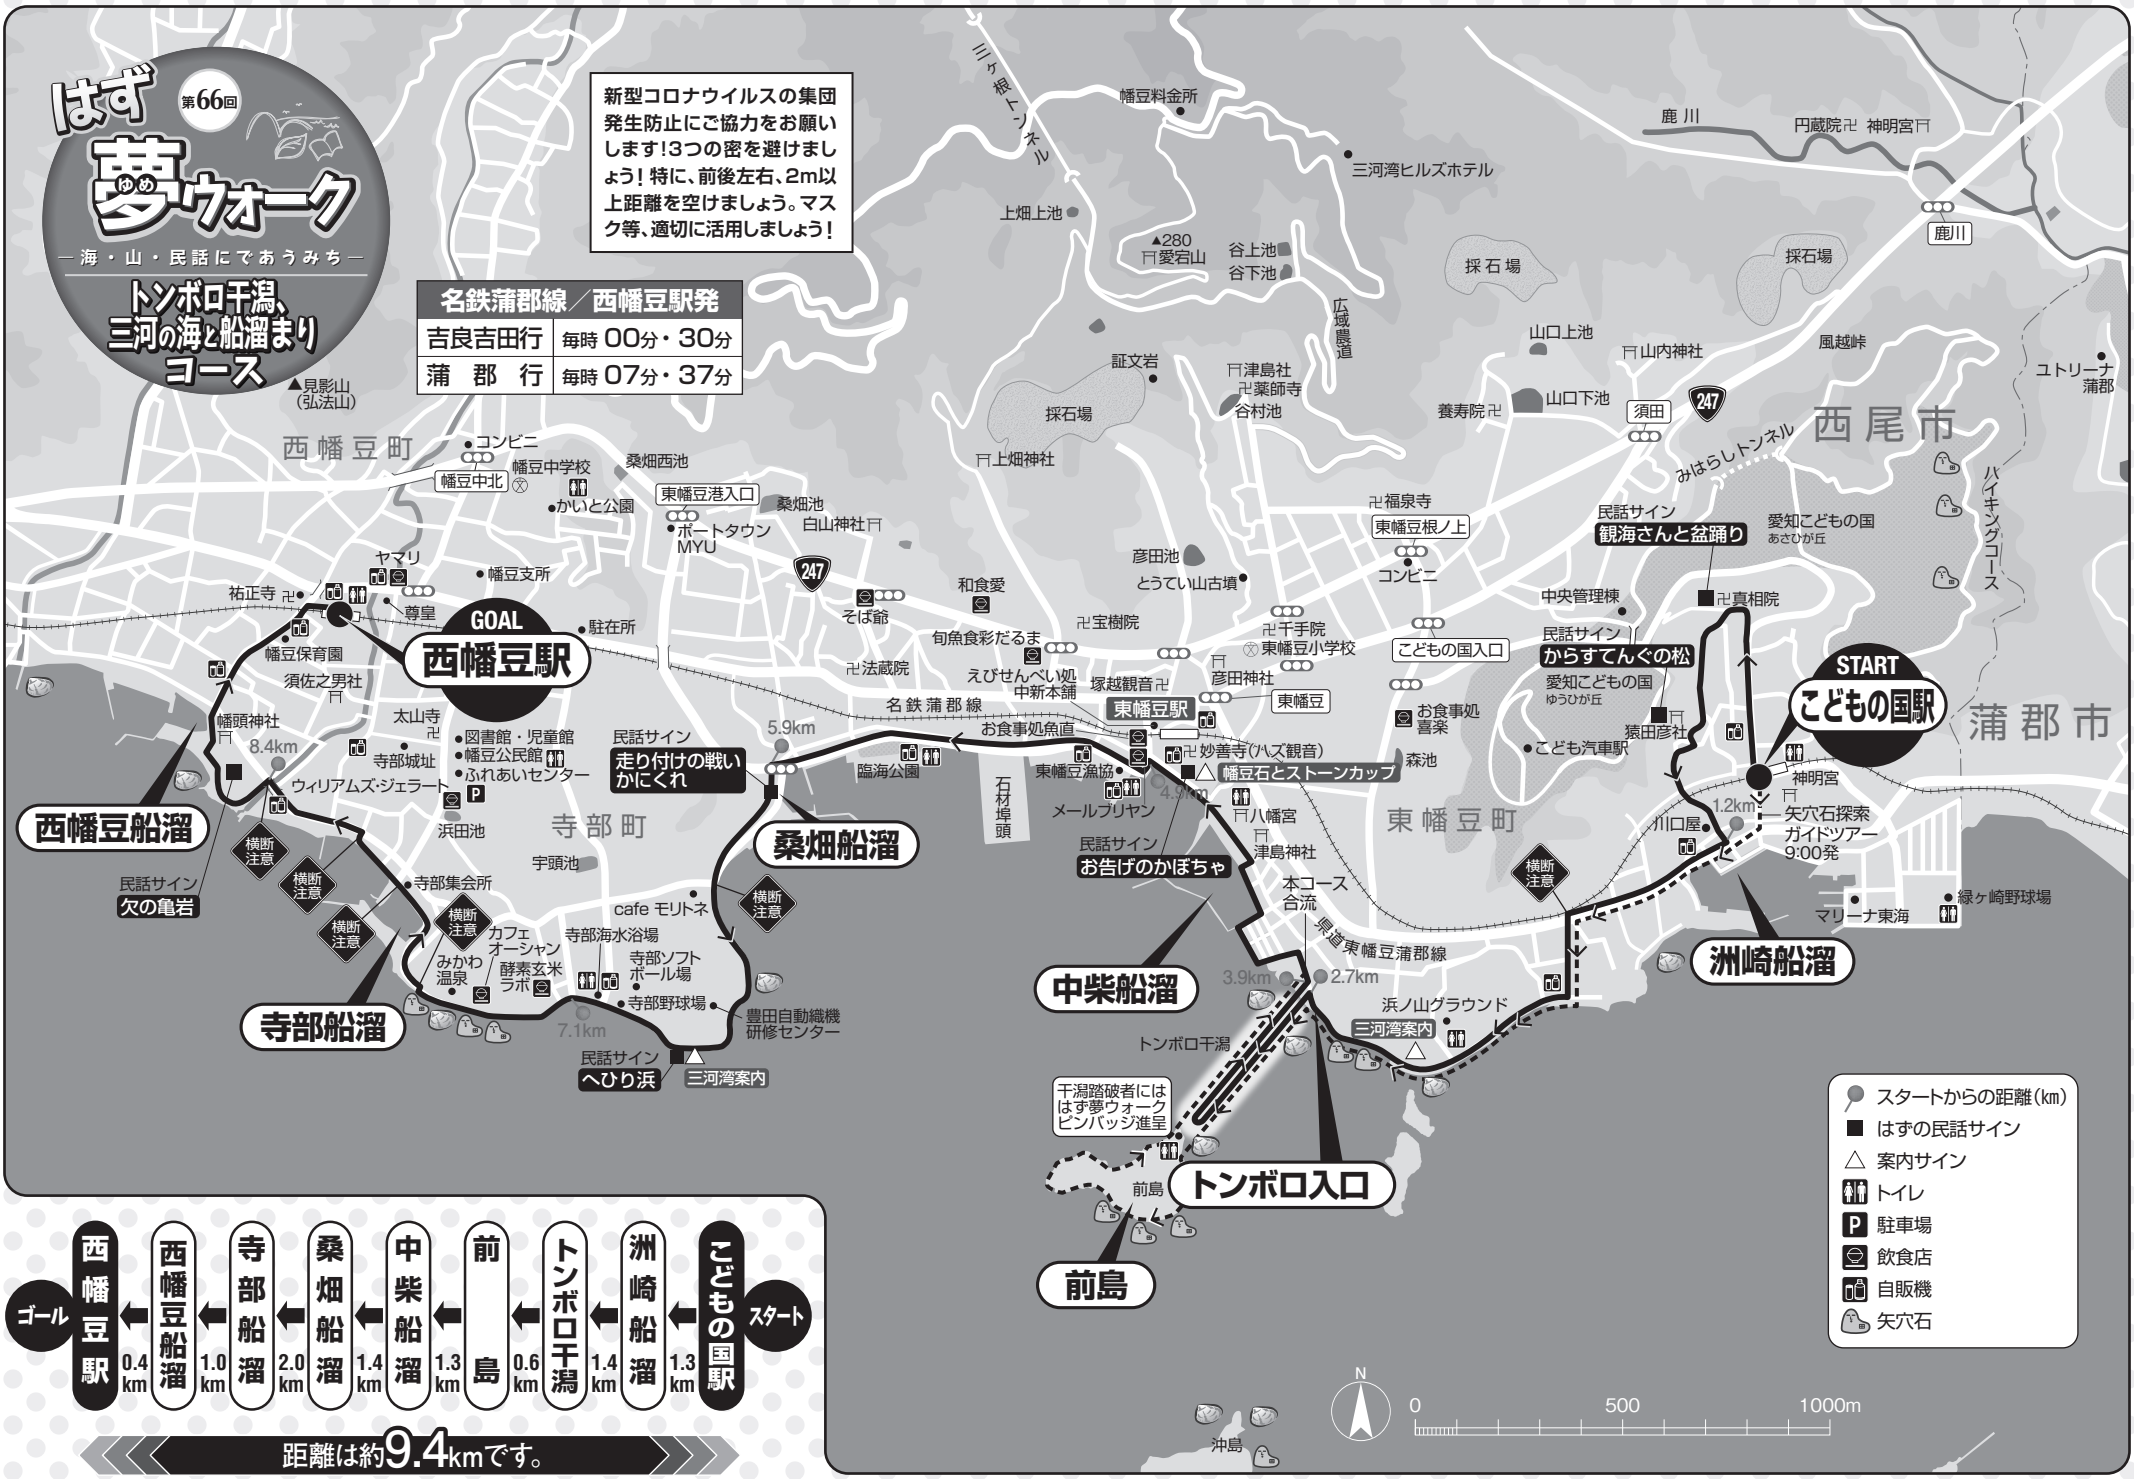 はず
第66回
夢ウォーク
ゆめ
―海・山・民話にであうみち―
トンボロ干潟、
三河の海と船溜まり
コース
新型コロナウイルスの集団
発生防止にご協力をお願い
します!3つの密を避けまし
ょう! 特に、前後左右、2m以
上距離を空けましょう。マス
ク等、適切に活用しましょう!
名鉄蒲郡線／西幡豆駅発
吉良吉田行 毎時 00分・30分
蒲郡行 毎時 07分・37分
三ヶ根トンネル
幡豆料金所
三河湾ヒルズホテル
鹿川
円蔵院
神明宮
鹿川
上畑上池
▲280
愛宕山
谷上池
谷下池
広域農道
採石場
採石場
山口上池
山内神社
風越峠
ユトリーナ
蒲郡
▲見影山
(弘法山)
証文岩
採石場
津島社
薬師寺
谷村池
養寿院
山口下池
須田
247
西尾市
みはらしトンネル
ハイキングコース
西幡豆町
コンビニ
幡豆中北
幡豆中学校
文
かいと公園
桑畑西池
東幡豆港入口
ポートタウン
MYU
桑畑池
白山神社
上畑神社
福泉寺
東幡豆根ノ上
コンビニ
民話サイン
観海さんと盆踊り
愛知こどもの国
あさひが丘
彦田池
とうてい山古墳
247
ヤマリ
祐正寺
幡豆支所
尊皇
GOAL
西幡豆駅
駐在所
幡豆保育園
須佐之男社
そば爺
和食愛
旬魚食彩だるま
宝樹院
法蔵院
えびせんべい処
中新本舗
千手院
文
東幡豆小学校
彦田神社
塚越観音
東幡豆
東幡豆駅
名鉄蒲郡線
お食事処魚直
こどもの国入口
お食事処
喜楽
森池
中央管理棟
真相院
民話サイン
からすてんぐの松
愛知こどもの国
ゆうひが丘
猿田彦社
こども汽車駅
START
こどもの国駅
蒲郡市
神明宮
矢穴石探索
ガイドツアー
9:00発
1.2km
川口屋
横断
注意
洲崎船溜
マリーナ東海
緑ヶ崎野球場
幡頭神社
8.4km
太山寺
寺部城址
図書館・児童館
幡豆公民館
ふれあいセンター
P
ウィリアムズ・ジェラート
浜田池
西幡豆船溜
民話サイン
欠の亀岩
横断
注意
横断
注意
横断
注意
横断
注意
寺部町
宇頭池
寺部集会所
民話サイン
走り付けの戦い
かにくれ
5.9km
桑畑船溜
臨海公園
石材埠頭
東幡豆漁協
メールブリヤン
4.9km
妙善寺(ハズ観音)
幡豆石とストーンカップ
八幡宮
津島神社
民話サイン
お告げのかぼちゃ
本コース
合流
県道東幡豆蒲郡線
東幡豆町
cafe モリトネ
横断
注意
カフェ
オーシャン
みかわ
温泉
酵素玄米
ラボ
寺部海水浴場
寺部ソフト
ボール場
寺部野球場
豊田自動織機
研修センター
寺部船溜
7.1km
民話サイン
へひり浜
三河湾案内
中柴船溜
3.9km
2.7km
浜ノ山グラウンド
三河湾案内
トンボロ干潟
干潟踏破者には
はず夢ウォーク
ピンバッジ進呈
前島
トンボロ入口
前島
沖島
スタートからの距離(km)
はずの民話サイン
案内サイン
トイレ
P 駐車場
飲食店
自販機
矢穴石
N
0 500 1000m
スタート
こどもの国駅
1.3km
洲崎船溜
1.4km
トンボロ干潟
0.6km
前島
1.3km
中柴船溜
1.4km
桑畑船溜
2.0km
寺部船溜
1.0km
西幡豆船溜
0.4km
西幡豆駅
ゴール
距離は約9.4kmです。